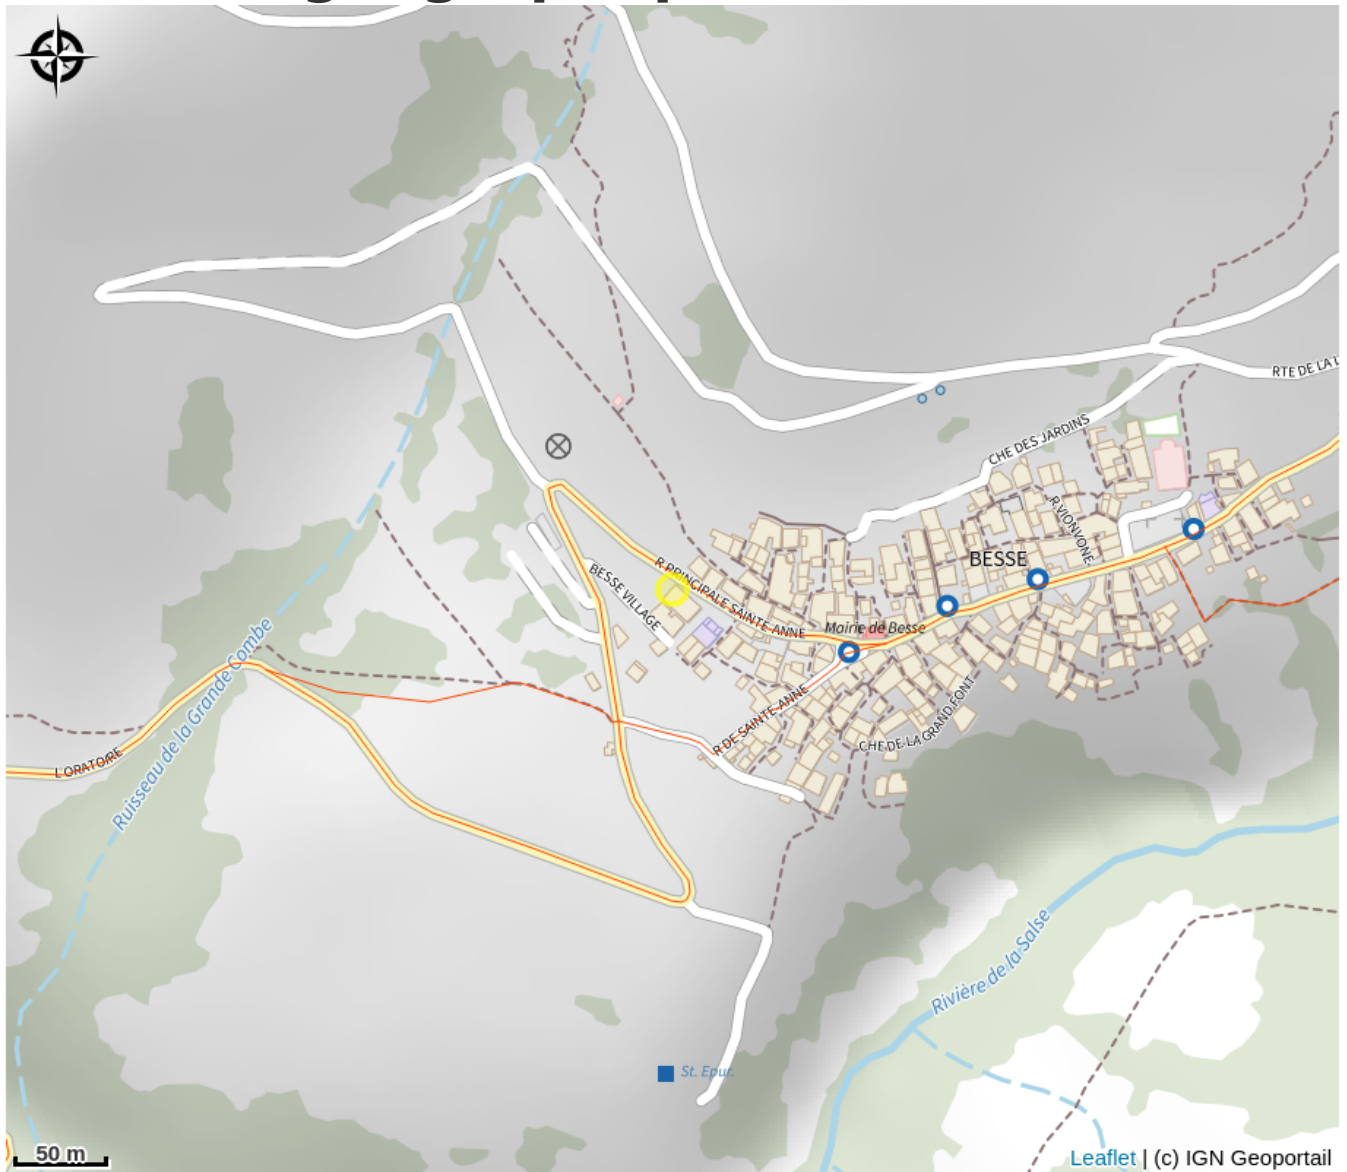 RTE DE LA L
CHE DES JARDINS
R VIONVONE
BESSE
R PRINCIPALE SAINTE-ANNE
BESSE VILLAGE
Mairie de Besse
R DE SAINTE-ANNE
CHE DE LA GRAND FONT
L ORATOIRE
Ruisseau de la Grande Combe
Rivière de la Salse
St. Epur.
50 m
Leaflet | (c) IGN Geoportail